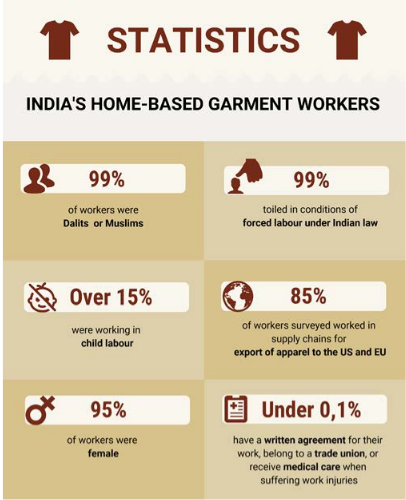 STATISTICS
INDIA'S HOME-BASED GARMENT WORKERS
99%
of workers were
Dalits or Muslims
99%
toiled in conditions of
forced labour under Indian law
Over 15%
were working in
child labour
85%
of workers surveyed worked in
supply chains for
export of apparel to the US and EU
95%
of workers were
female
Under 0,1%
have a written agreement for their
work, belong to a trade union, or
receive medical care when
suffering work injuries